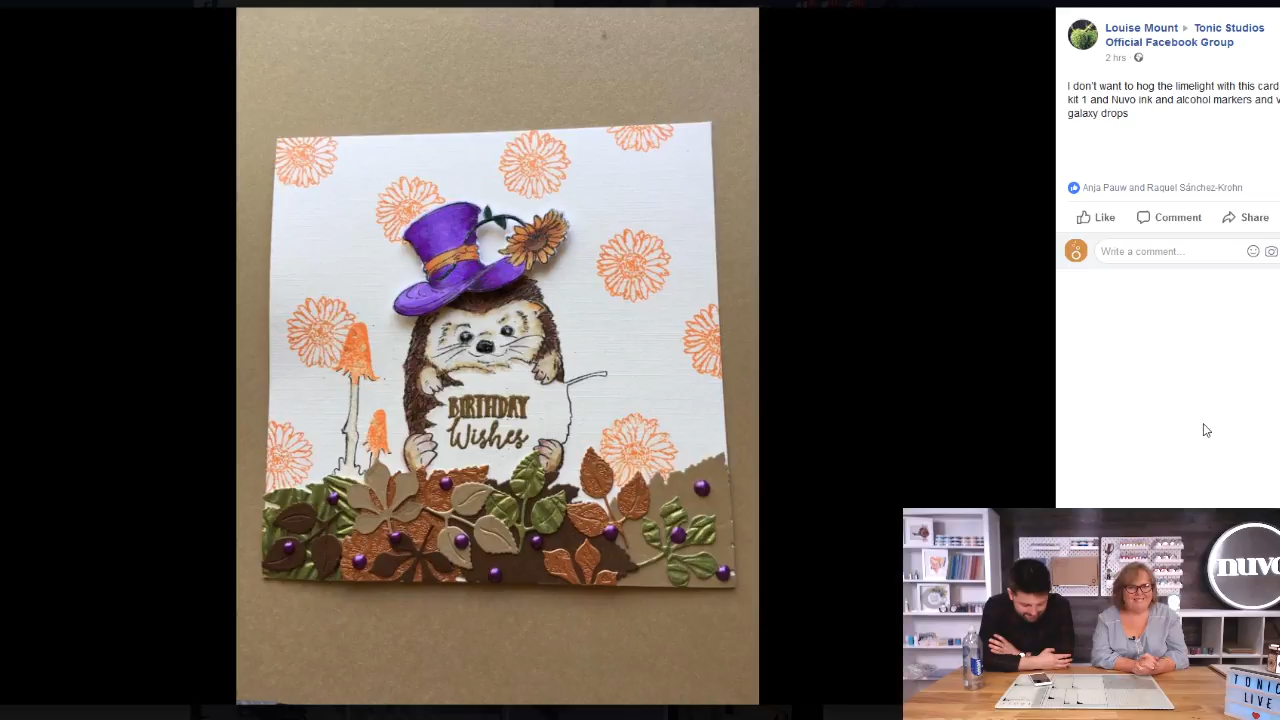 Louise Mount ▶ Tonic Studios
Official Facebook Group
2 hrs ·
I don't want to hog the limelight with this card
kit 1 and Nuvo ink and alcohol markers and v
galaxy drops
Anja Pauw and Raquel Sánchez-Krohn
Like Comment Share
Write a comment...
BIRTHDAY
Wishes
nuvo
TONIC
LIVE